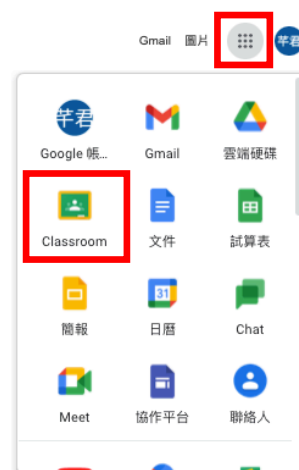 Gmail 圖片 芊君
芊君
Google 帳... Gmail 雲端硬碟
Classroom 文件 試算表
31
簡報 日曆 Chat
Meet 協作平台 聯絡人